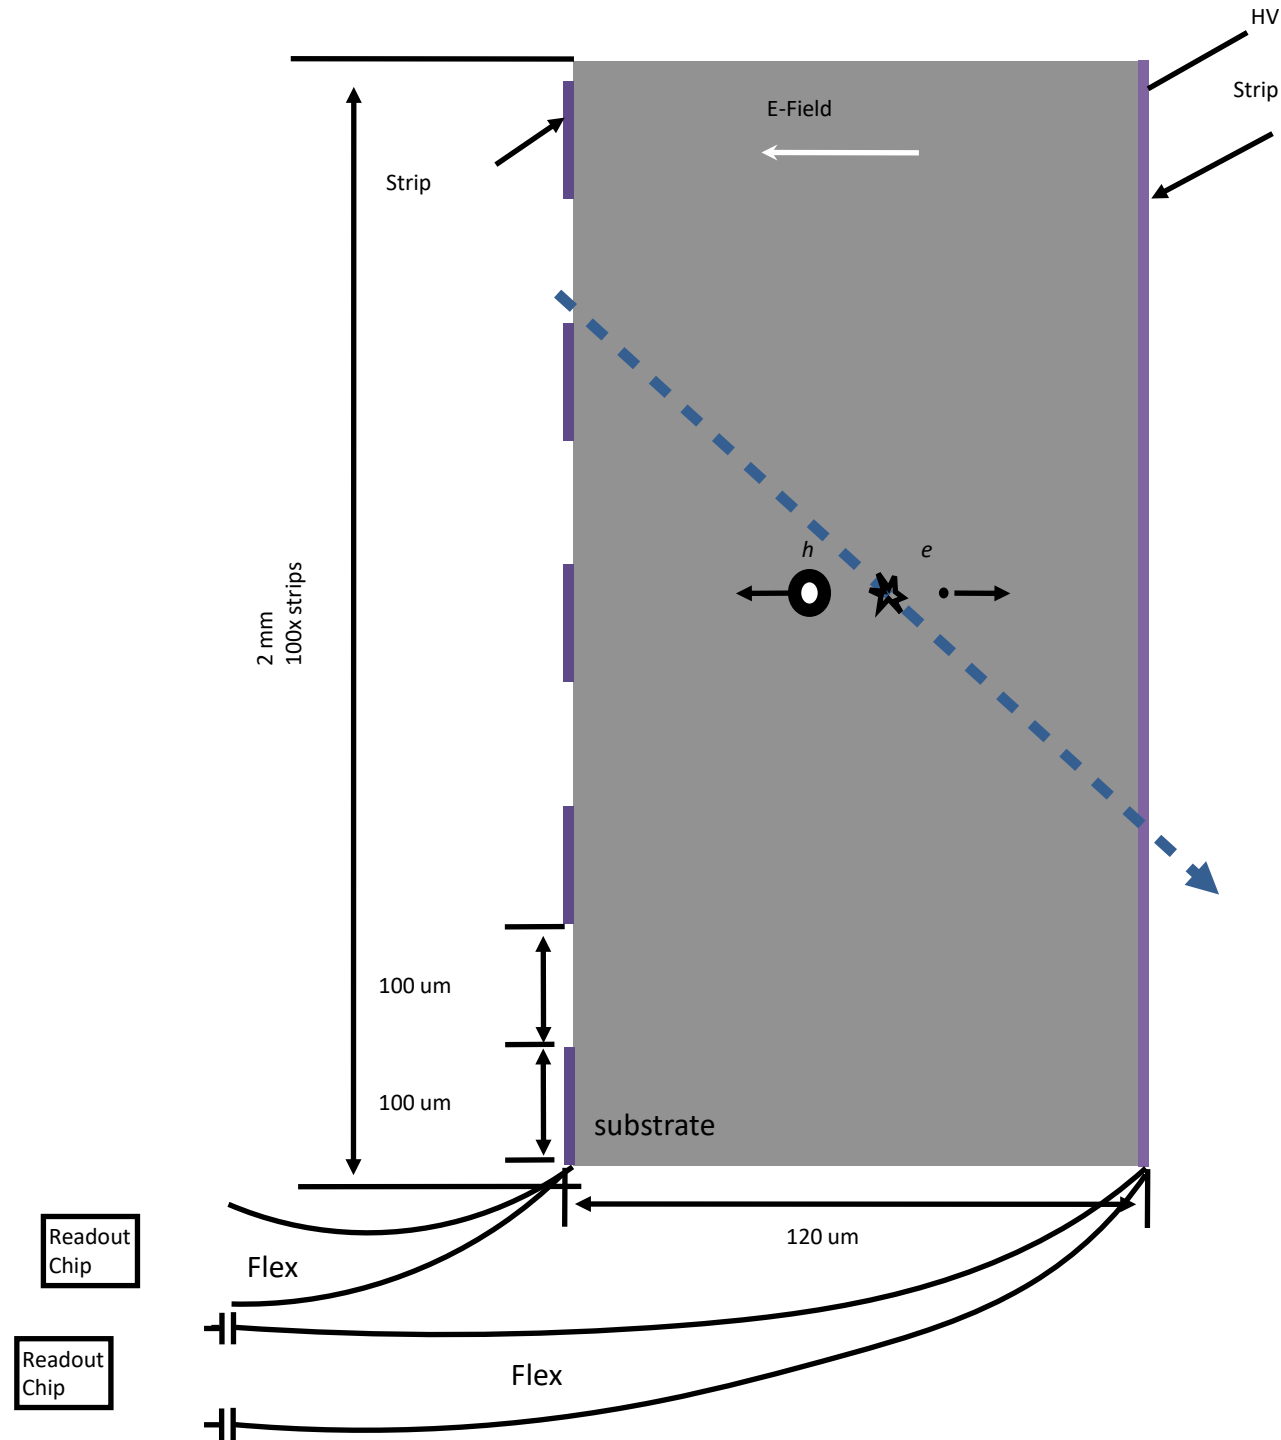 HV
Strip
E-Field
Strip
h
e
2 mm
100x strips
100 um
100 um
substrate
120 um
Readout
Chip
Flex
Readout
Chip
Flex